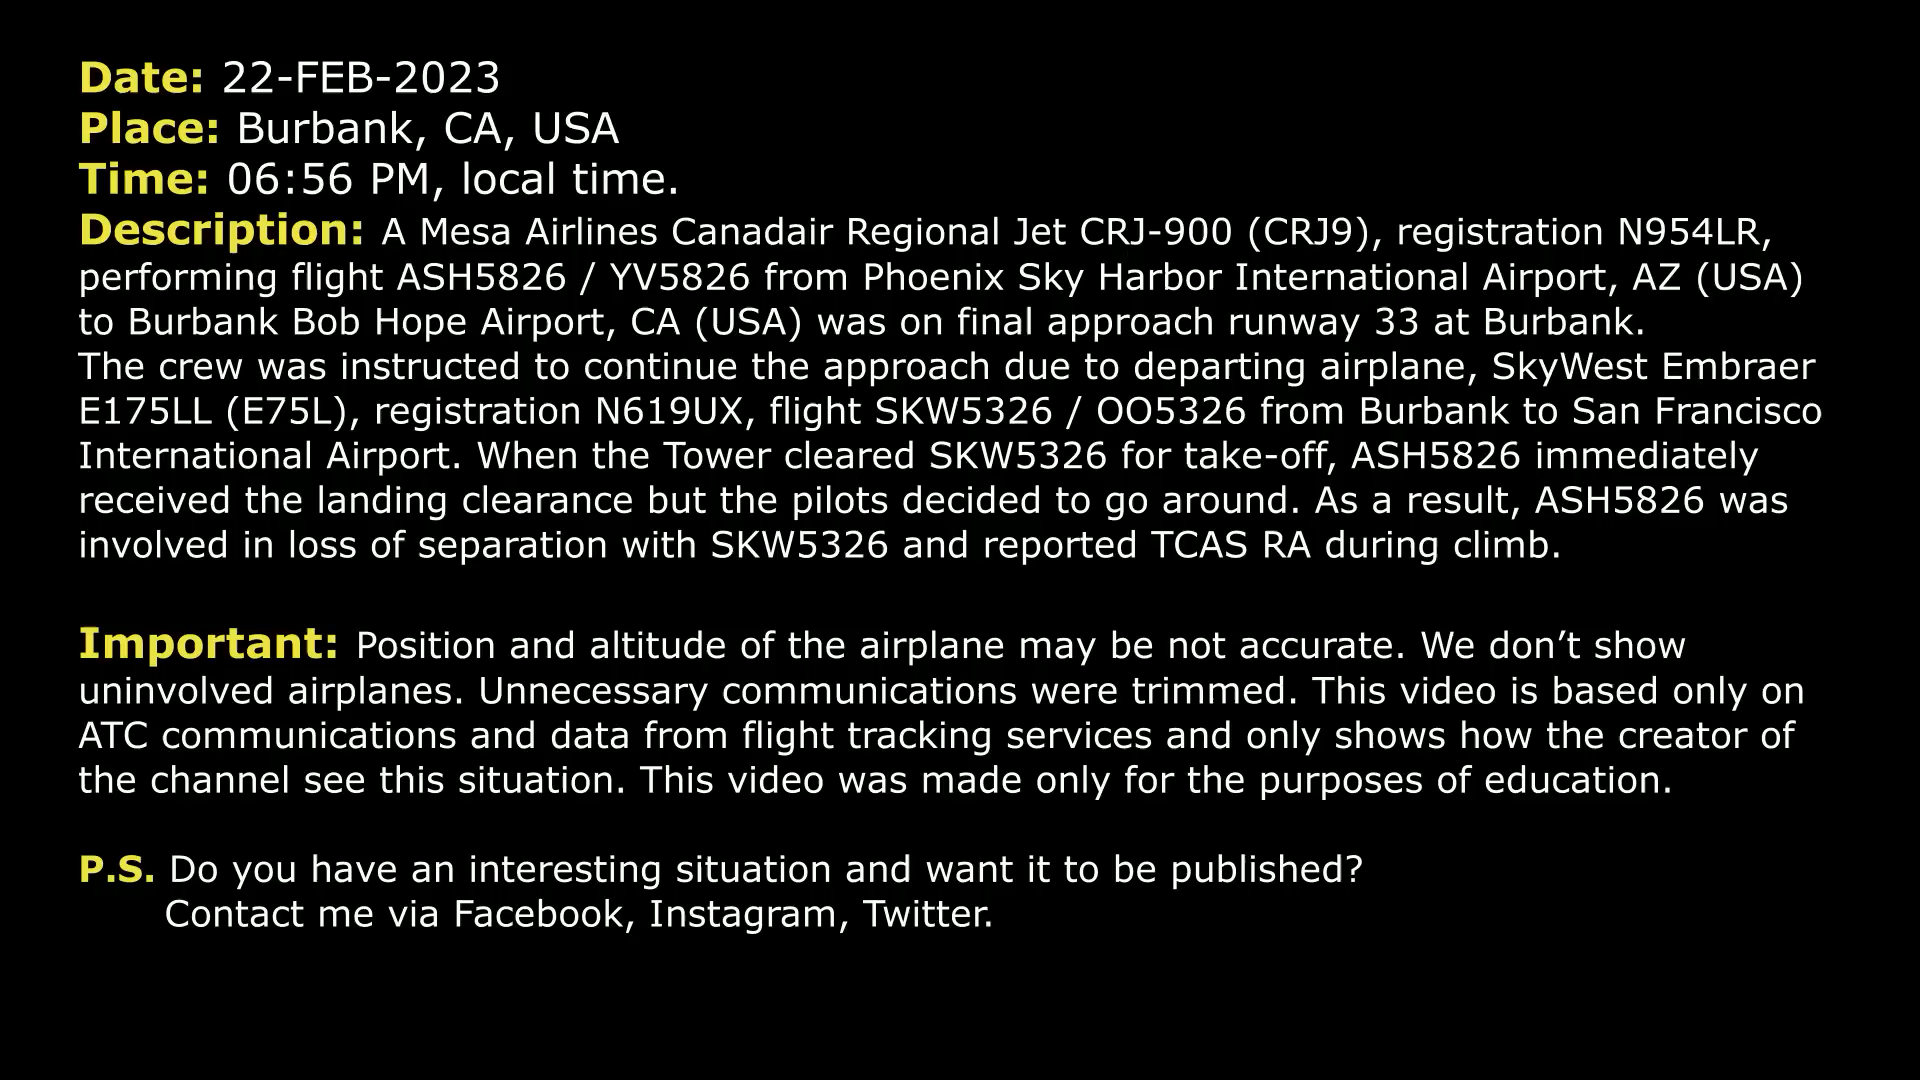 Date: 22-FEB-2023
Place: Burbank, CA, USA
Time: 06:56 PM, local time.
Description: A Mesa Airlines Canadair Regional Jet CRJ-900 (CRJ9), registration N954LR,
performing flight ASH5826 / YV5826 from Phoenix Sky Harbor International Airport, AZ (USA)
to Burbank Bob Hope Airport, CA (USA) was on final approach runway 33 at Burbank.
The crew was instructed to continue the approach due to departing airplane, SkyWest Embraer
E175LL (E75L), registration N619UX, flight SKW5326 / OO5326 from Burbank to San Francisco
International Airport. When the Tower cleared SKW5326 for take-off, ASH5826 immediately
received the landing clearance but the pilots decided to go around. As a result, ASH5826 was
involved in loss of separation with SKW5326 and reported TCAS RA during climb.
Important: Position and altitude of the airplane may be not accurate. We don’t show
uninvolved airplanes. Unnecessary communications were trimmed. This video is based only on
ATC communications and data from flight tracking services and only shows how the creator of
the channel see this situation. This video was made only for the purposes of education.
P.S. Do you have an interesting situation and want it to be published?
Contact me via Facebook, Instagram, Twitter.